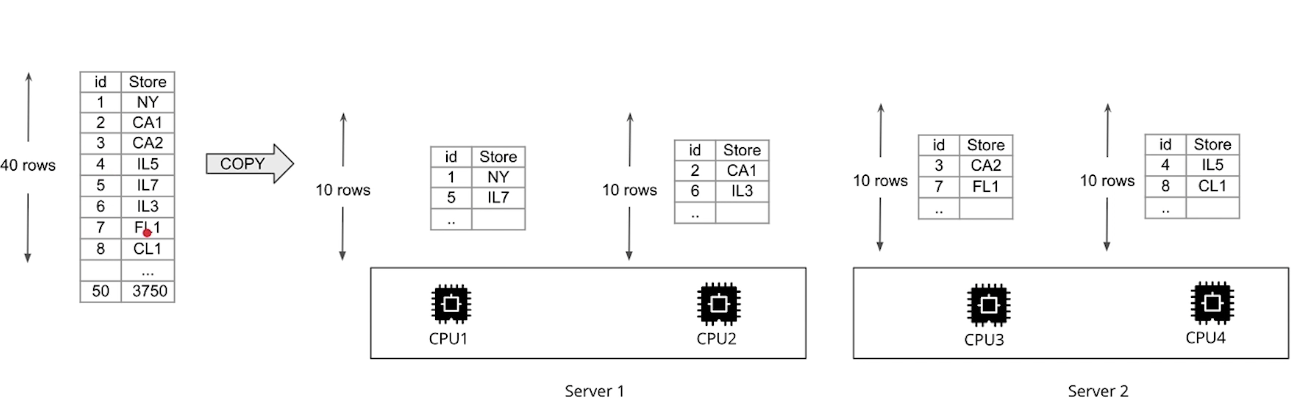 40 rows
id Store
1 NY
2 CA1
3 CA2
4 IL5
5 IL7
6 IL3
7 FL1
8 CL1
...
50 3750
COPY
10 rows
id Store
1 NY
5 IL7
..
10 rows
id Store
2 CA1
6 IL3
..
CPU1
CPU2
Server 1
10 rows
id Store
3 CA2
7 FL1
..
10 rows
id Store
4 IL5
8 CL1
..
CPU3
CPU4
Server 2